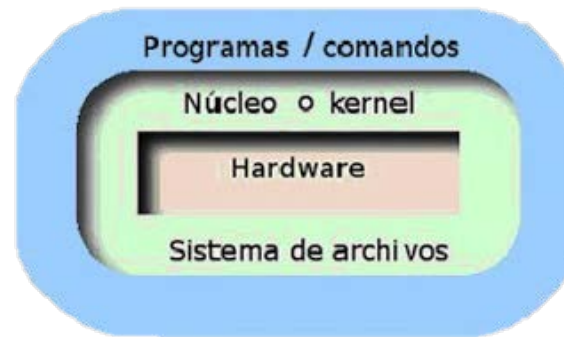 Programas / comandos
Núcleo o kernel
Hardware
Sistema de archivos